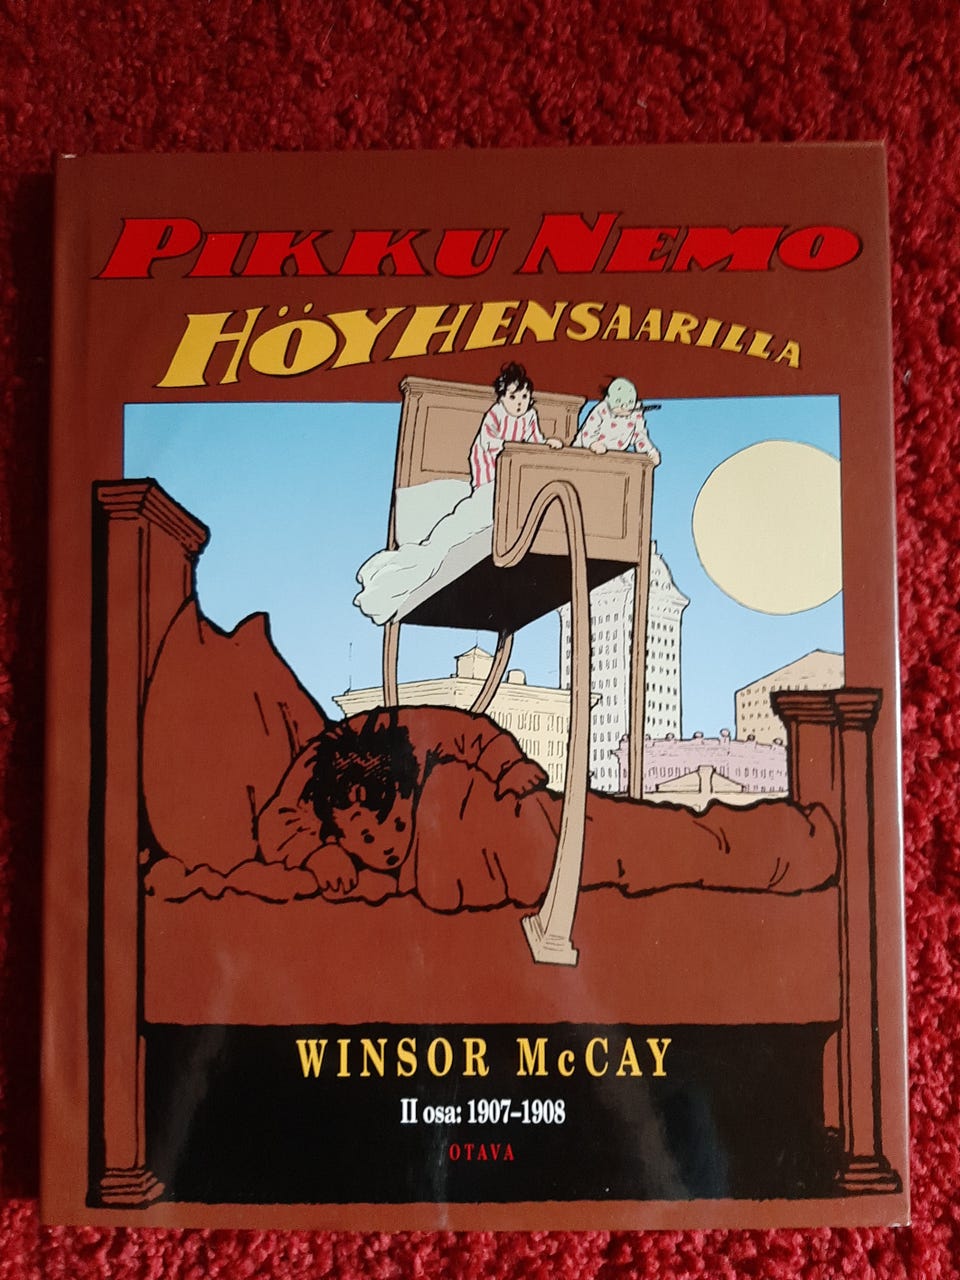 PIKKU NEMO
HÖYHENSAARILLA
WINSOR McCAY
II osa: 1907–1908
OTAVA